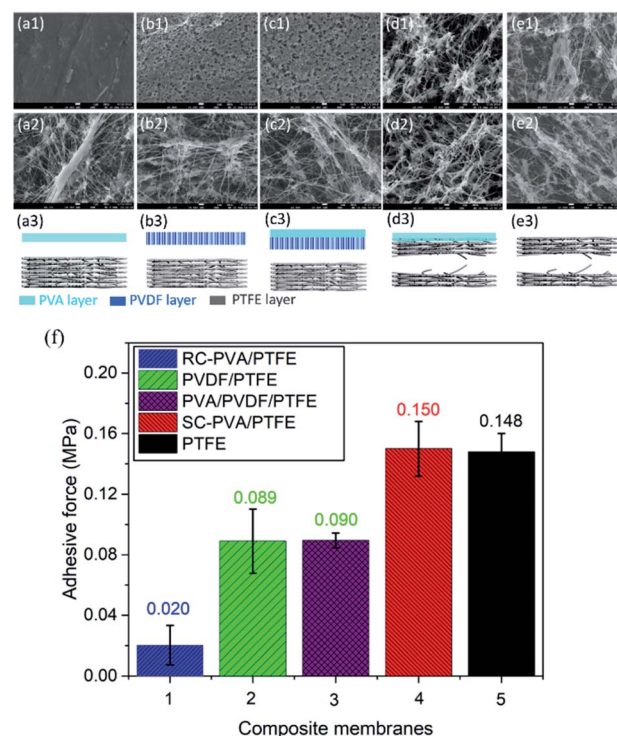 (a1) (b1) (c1) (d1) (e1)
(a2) (b2) (c2) (d2) (e2)
(a3) (b3) (c3) (d3) (e3)
PVA layer PVDF layer PTFE layer
(f)
RC-PVA/PTFE
PVDF/PTFE
PVA/PVDF/PTFE
SC-PVA/PTFE
PTFE
Adhesive force (MPa)
0.20
0.16
0.12
0.08
0.04
0.00
0.020
0.089
0.090
0.150
0.148
1 2 3 4 5
Composite membranes